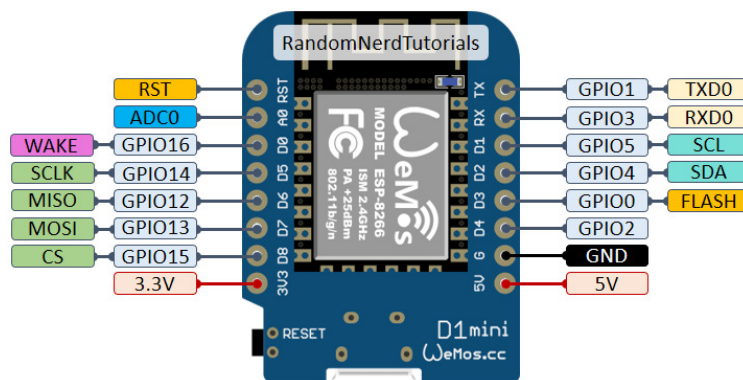 RandomNerdTutorials
RST RST TX GPIO1 TXD0
ADC0 A0 RX GPIO3 RXD0
WAKE GPIO16 D0 D1 GPIO5 SCL
SCLK GPIO14 D5 D2 GPIO4 SDA
MISO GPIO12 D6 D3 GPIO0 FLASH
MOSI GPIO13 D7 D4 GPIO2
CS GPIO15 D8 G GND
3.3V 3V3 5V 5V
WeMos
MODEL ESP-8266
ISM 2.4GHz
PA +25dBm
802.11b/g/n
FC
RESET
D1 mini
WeMos.cc